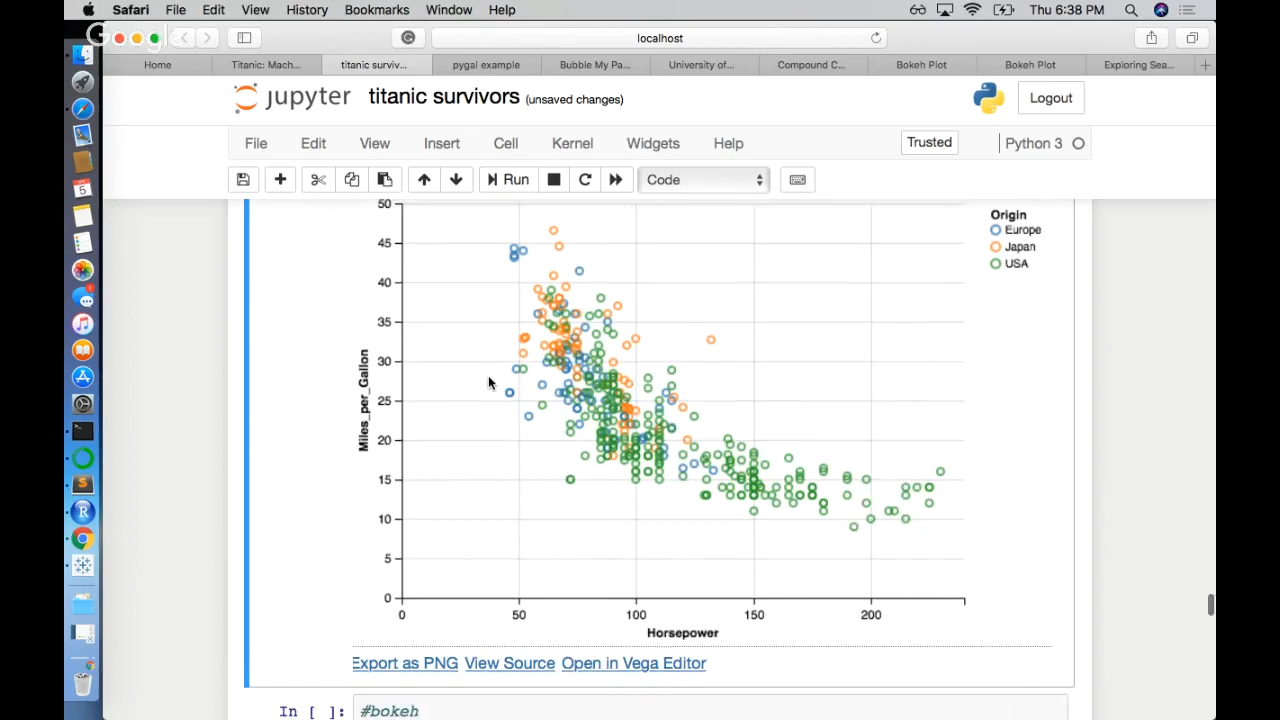 Safari File Edit View History Bookmarks Window Help Thu 6:38 PM
Google
localhost
Home Titanic: Mach... titanic surviv... pygal example Bubble My Pa... University of... Compound C... Bokeh Plot Bokeh Plot Exploring Sea...
jupyter titanic survivors (unsaved changes) Logout
File Edit View Insert Cell Kernel Widgets Help Trusted Python 3
Run Code
50
45
40
35
30
25
20
15
10
5
0
Miles_per_Gallon
Origin
Europe
Japan
USA
0 50 100 150 200
Horsepower
Export as PNG View Source Open in Vega Editor
In [ ]: #bokeh